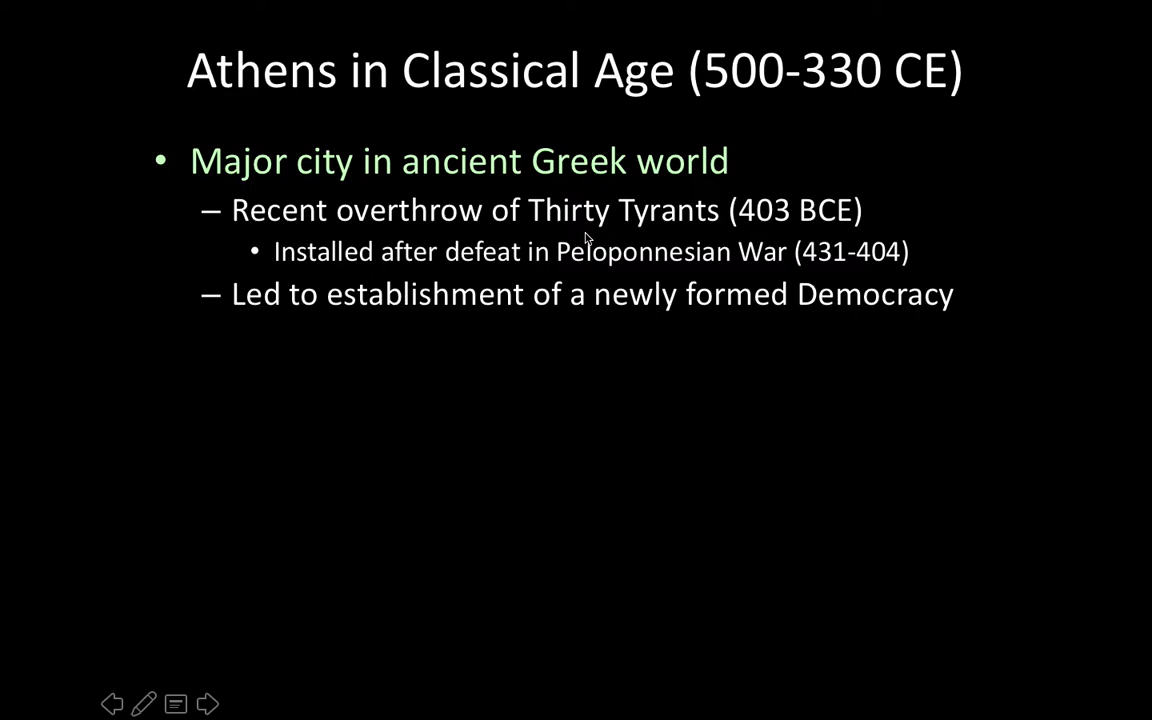 Athens in Classical Age (500-330 CE)
• Major city in ancient Greek world
– Recent overthrow of Thirty Tyrants (403 BCE)
• Installed after defeat in Peloponnesian War (431-404)
– Led to establishment of a newly formed Democracy